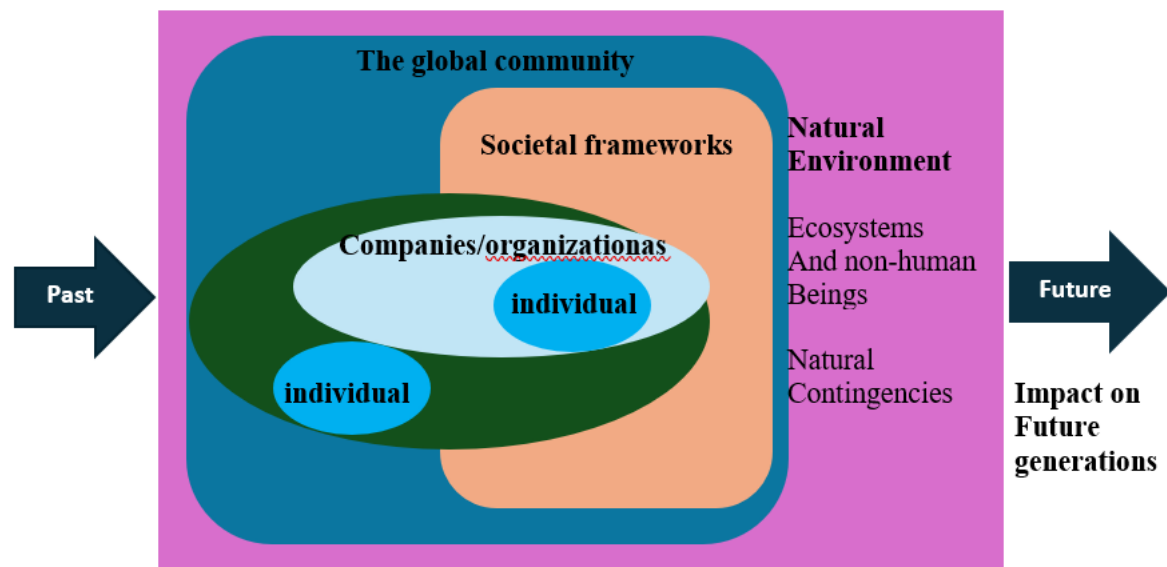 The global community
Societal frameworks
Natural
Environment
Companies/organizationas
individual
individual
Ecosystems
And non-human
Beings
Natural
Contingencies
Past
Future
Impact on
Future
generations